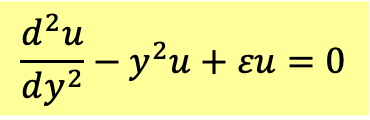 d²u/dy² − y²u + εu = 0